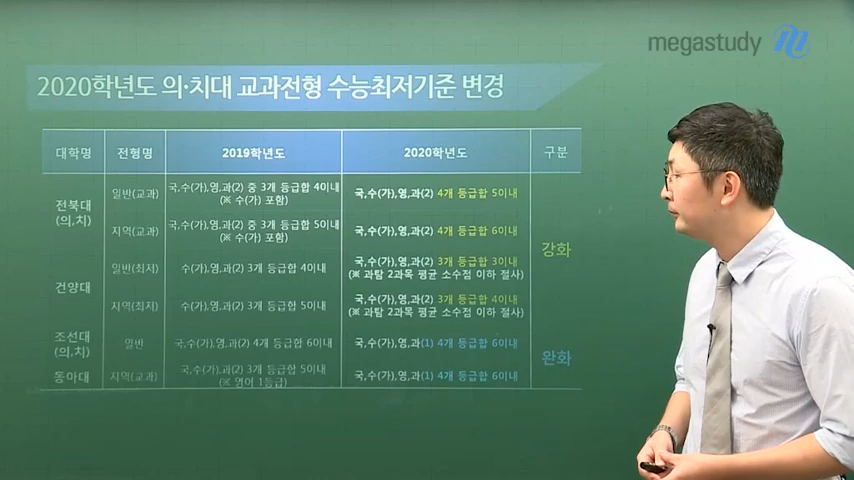 megastudy
2020학년도 의·치대 교과전형 수능최저기준 변경
대학명 전형명 2019학년도 2020학년도 구분
전북대
(의,치)
일반(교과) 국,수(가),영,과(2) 중 3개 등급합 4이내
(※ 수(가) 포함)
국,수(가),영,과(2) 4개 등급합 5이내
지역(교과) 국,수(가),영,과(2) 중 3개 등급합 5이내
(※ 수(가) 포함)
국,수(가),영,과(2) 4개 등급합 6이내
강화
건양대
일반(최저) 수(가),영,과(2) 3개 등급합 4이내
국,수(가),영,과(2) 3개 등급합 3이내
(※ 과탐 2과목 평균 소수점 이하 절사)
지역(최저) 수(가),영,과(2) 3개 등급합 5이내
국,수(가),영,과(2) 3개 등급합 4이내
(※ 과탐 2과목 평균 소수점 이하 절사)
조선대
(의,치)
일반 국,수(가),영,과(2) 4개 등급합 6이내
국,수(가),영,과(1) 4개 등급합 6이내
완화
동아대 지역(교과) 국,수(가),과(2) 3개 등급합 5이내
(※ 영어 1등급)
국,수(가),영,과(1) 4개 등급합 6이내